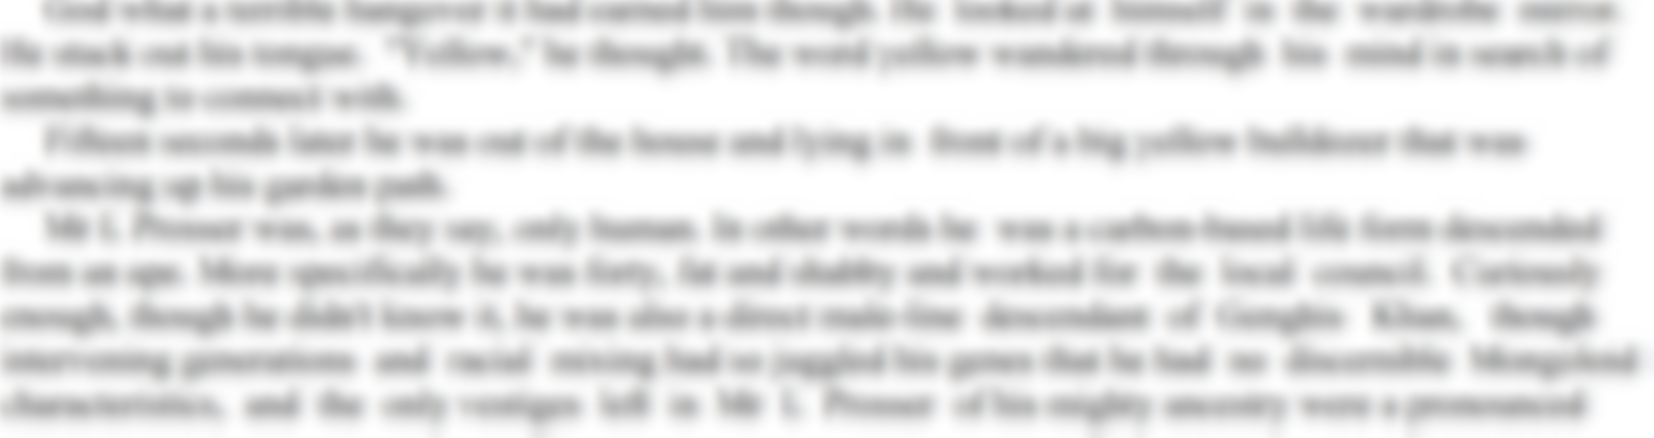 God what a terrible hangover it had earned him though. He looked at himself in the wardrobe mirror.
He stuck out his tongue. "Yellow," he thought. The word yellow wandered through his mind in search of
something to connect with.
Fifteen seconds later he was out of the house and lying in front of a big yellow bulldozer that was
advancing up his garden path.
Mr L Prosser was, as they say, only human. In other words he was a carbon-based life form descended
from an ape. More specifically he was forty, fat and shabby and worked for the local council. Curiously
enough, though he didn't know it, he was also a direct male-line descendant of Genghis Khan, though
intervening generations and racial mixing had so juggled his genes that he had no discernible Mongoloid
characteristics, and the only vestiges left in Mr L Prosser of his mighty ancestry were a pronounced